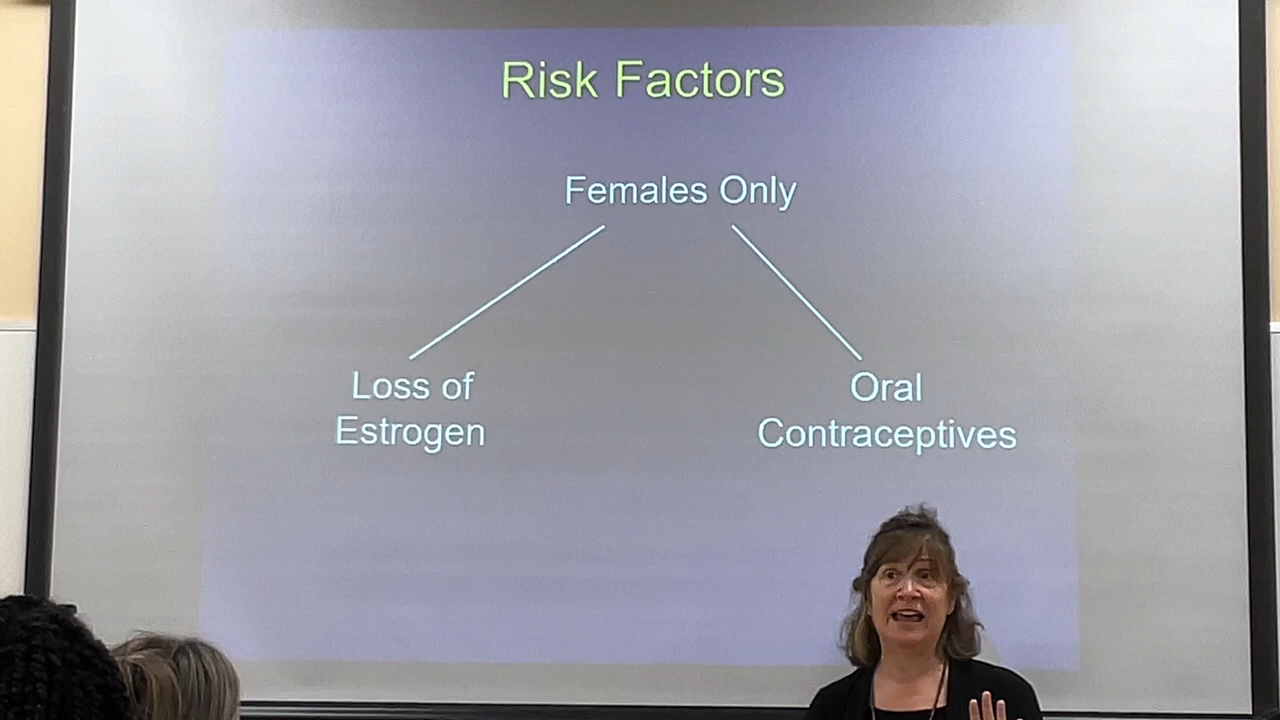 Risk Factors
Females Only
Loss of
Estrogen
Oral
Contraceptives